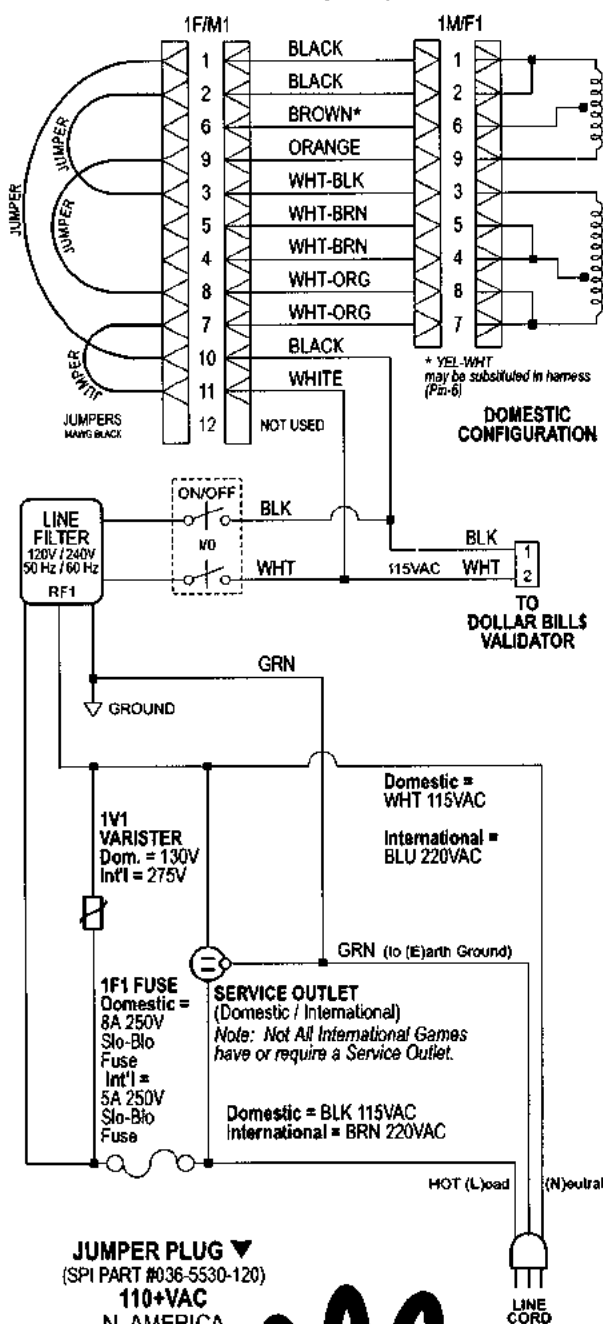 1F/M1
1M/F1
1 BLACK 1
2 BLACK 2
6 BROWN* 6
9 ORANGE 9
3 WHT-BLK 3
5 WHT-BRN 5
4 WHT-BRN 4
8 WHT-ORG 8
7 WHT-ORG 7
10 BLACK
11 WHITE
12 NOT USED
JUMPER
JUMPER
JUMPER
JUMPER
JUMPERS
* YEL-WHT
may be substituted in harness
(Pin-6)
DOMESTIC
CONFIGURATION
LINE
FILTER
120V / 240V
50 Hz / 60 Hz
RF1
ON/OFF
I/O
BLK
WHT
115VAC
BLK 1
WHT 2
TO
DOLLAR BILL$
VALIDATOR
GRN
GROUND
Domestic =
WHT 115VAC
International =
BLU 220VAC
1V1
VARISTER
Dom. = 130V
Int'l = 275V
GRN (to (E)arth Ground)
1F1 FUSE
Domestic =
8A 250V
Slo-Blo
Fuse
Int'l =
5A 250V
Slo-Blo
Fuse
SERVICE OUTLET
(Domestic / International)
Note: Not All International Games
have or require a Service Outlet.
Domestic = BLK 115VAC
International = BRN 220VAC
HOT (L)oad
(N)eutral
JUMPER PLUG ▼
(SPI PART #036-5530-120)
110+VAC
N. AMERICA
LINE
CORD